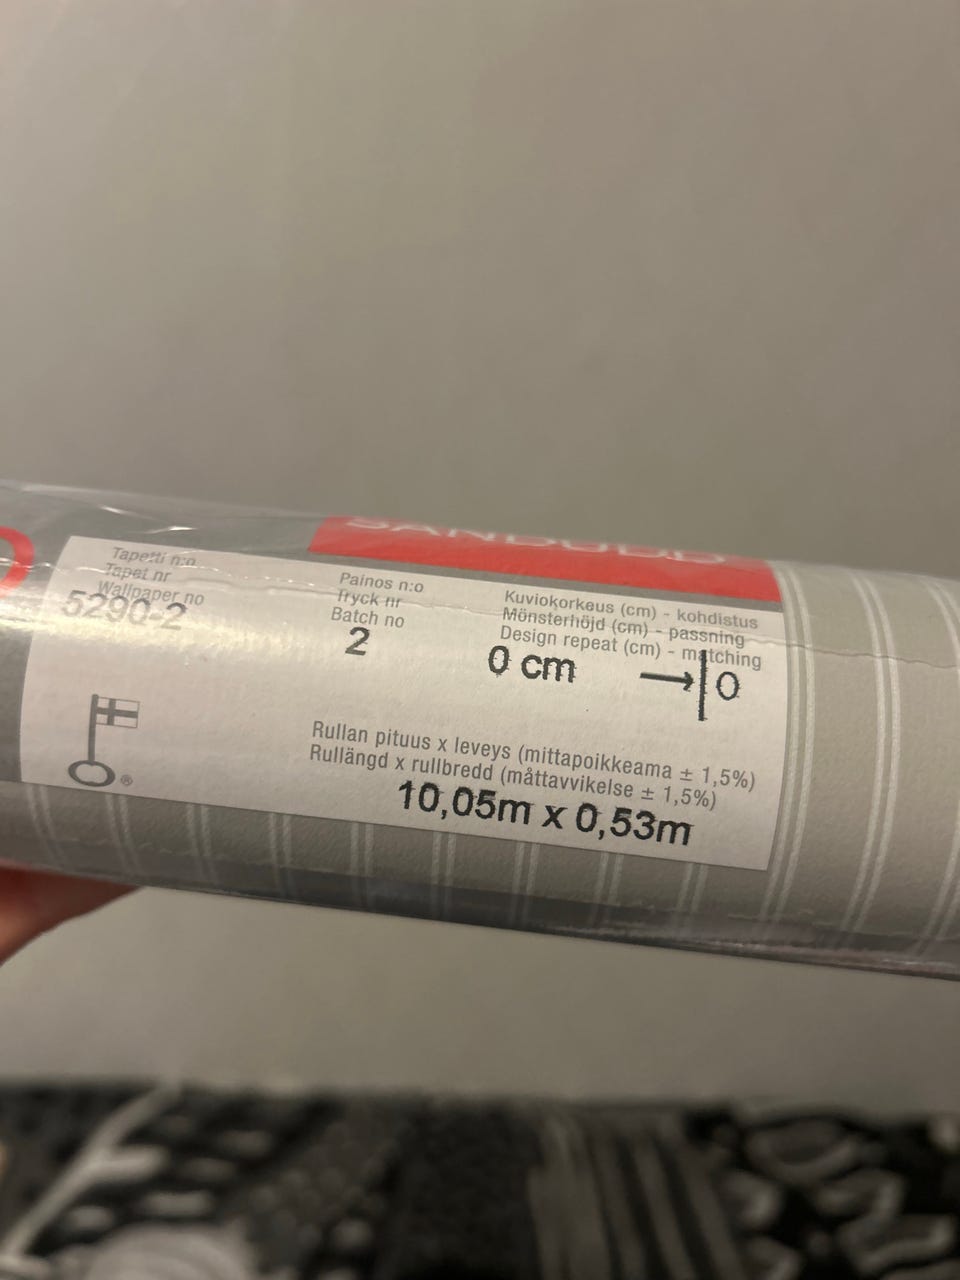 SANDUDD
Tapetti n:o
Tapet nr
Wallpaper no
5290-2
Painos n:o
Tryck nr
Batch no
2
Kuviokorkeus (cm) - kohdistus
Mönsterhöjd (cm) - passning
Design repeat (cm) - matching
0 cm
→|0
Rullan pituus x leveys (mittapoikkeama ± 1,5%)
Rullängd x rullbredd (måttavvikelse ± 1,5%)
10,05m x 0,53m
®